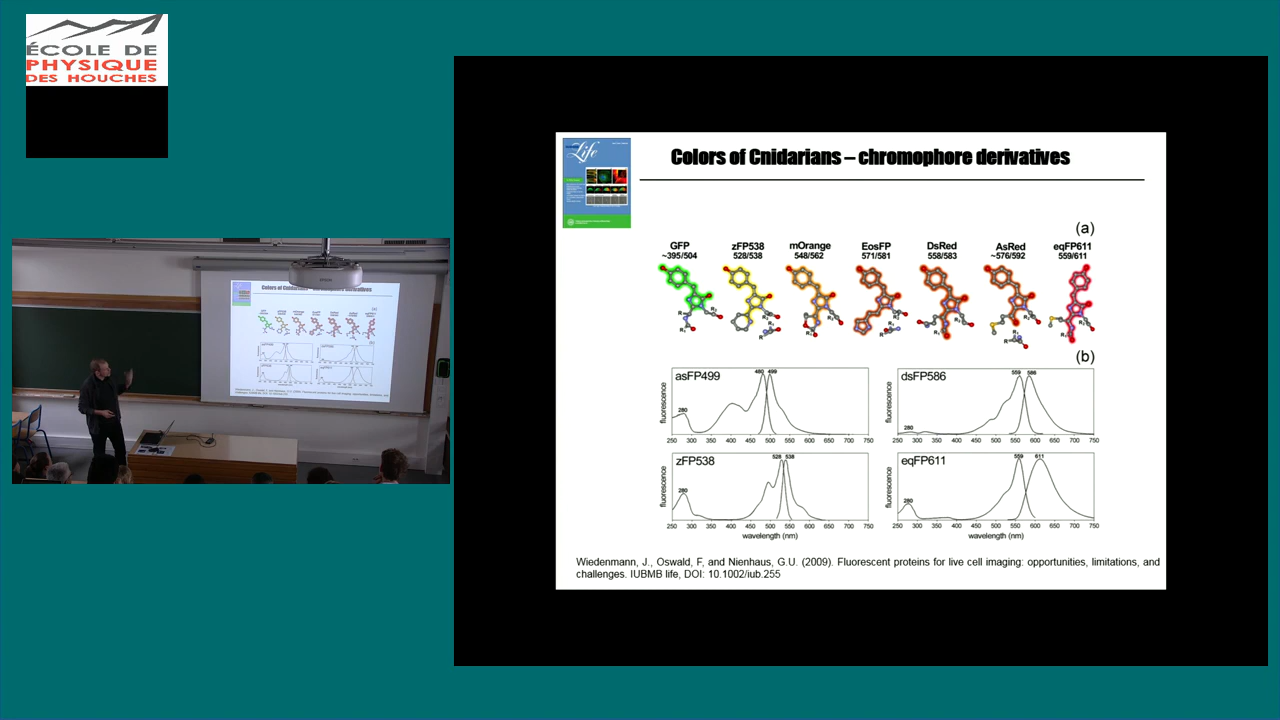 ÉCOLE DE
PHYSIQUE
DES HOUCHES
Life
Colors of Cnidarians – chromophore derivatives
(a)
GFP zFP538 mOrange EosFP DsRed AsRed eqFP611
~395/504 528/538 548/562 571/581 558/583 ~576/592 559/611
(b)
asFP499
fluorescence
280
480 499
250 300 350 400 450 500 550 600 650 700 750
dsFP586
fluorescence
280
559 586
250 300 350 400 450 500 550 600 650 700 750
zFP538
fluorescence
280
528 538
250 300 350 400 450 500 550 600 650 700 750
wavelength (nm)
eqFP611
fluorescence
280
559 611
250 300 350 400 450 500 550 600 650 700 750
wavelength (nm)
Wiedenmann, J., Oswald, F, and Nienhaus, G.U. (2009). Fluorescent proteins for live cell imaging: opportunities, limitations, and
challenges. IUBMB life, DOI: 10.1002/iub.255
Colors of Cnidarians – chromophore derivatives